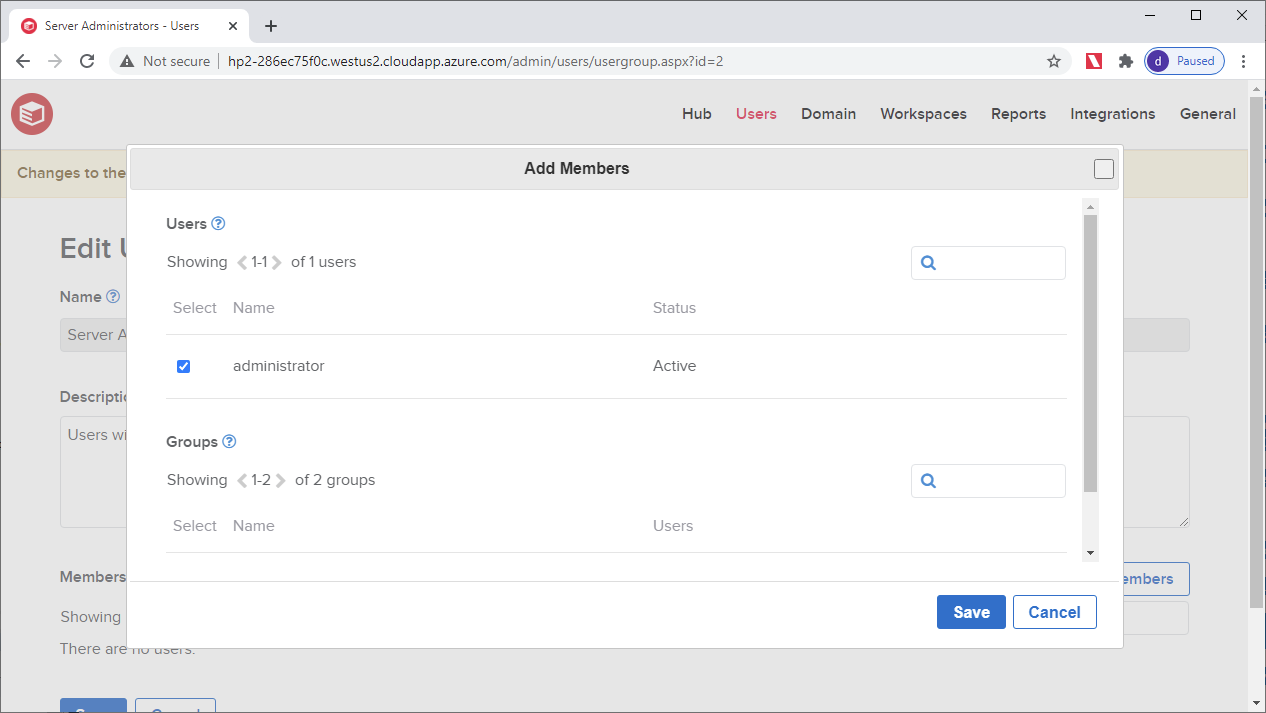 Server Administrators - Users
Not secure hp2-286ec75f0c.westus2.cloudapp.azure.com/admin/users/usergroup.aspx?id=2
d Paused
Hub Users Domain Workspaces Reports Integrations General
Changes to the
Add Members
Edit
Users ?
Showing 1-1 of 1 users
Name ?
Select Name Status
Server A
administrator Active
Descriptio
Users wi
Groups ?
Showing 1-2 of 2 groups
Select Name Users
Members
embers
Save Cancel
Showing
There are no users.